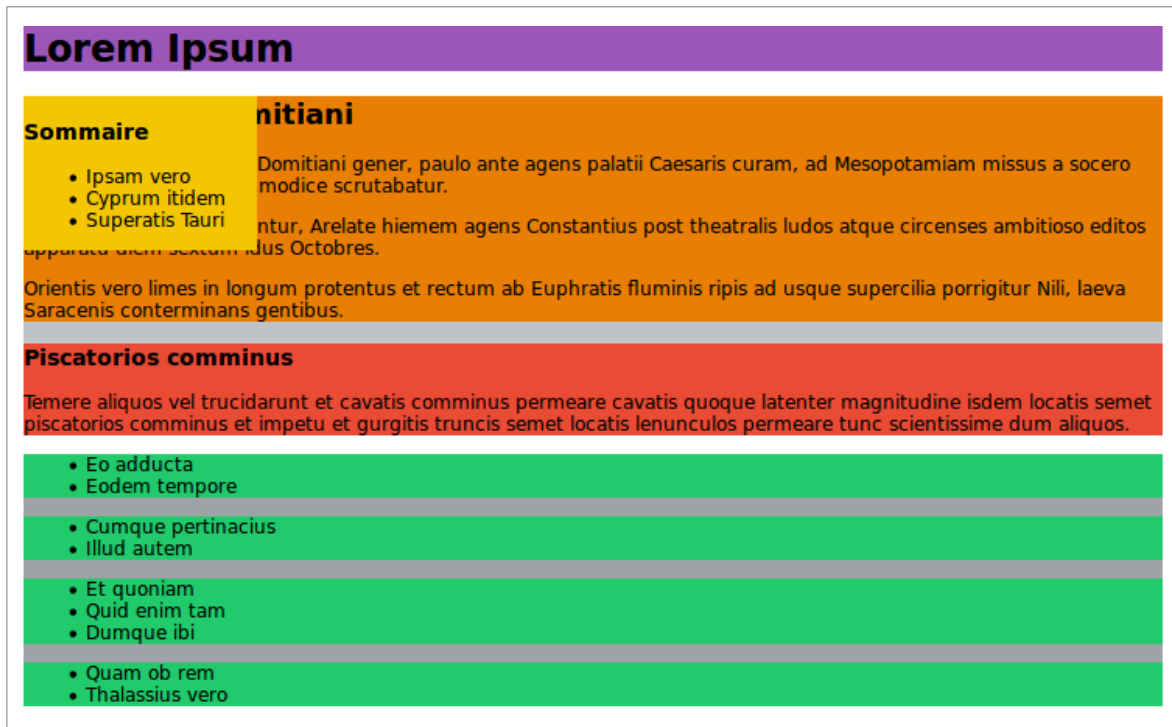 Lorem Ipsum
mitiani
Sommaire
Domitiani gener, paulo ante agens palatii Caesaris curam, ad Mesopotamiam missus a socero
• Ipsam vero
modice scrutabatur.
• Cyprum itidem
• Superatis Tauri
ntur, Arelate hiemem agens Constantius post theatralis ludos atque circenses ambitioso editos
apparatu diem sextum idus Octobres.
Orientis vero limes in longum protentus et rectum ab Euphratis fluminis ripis ad usque supercilia porrigitur Nili, laeva
Saracenis conterminans gentibus.
Piscatorios comminus
Temere aliquos vel trucidarunt et cavatis comminus permeare cavatis quoque latenter magnitudine isdem locatis semet
piscatorios comminus et impetu et gurgitis truncis semet locatis lenunculos permeare tunc scientissime dum aliquos.
• Eo adducta
• Eodem tempore
• Cumque pertinacius
• Illud autem
• Et quoniam
• Quid enim tam
• Dumque ibi
• Quam ob rem
• Thalassius vero